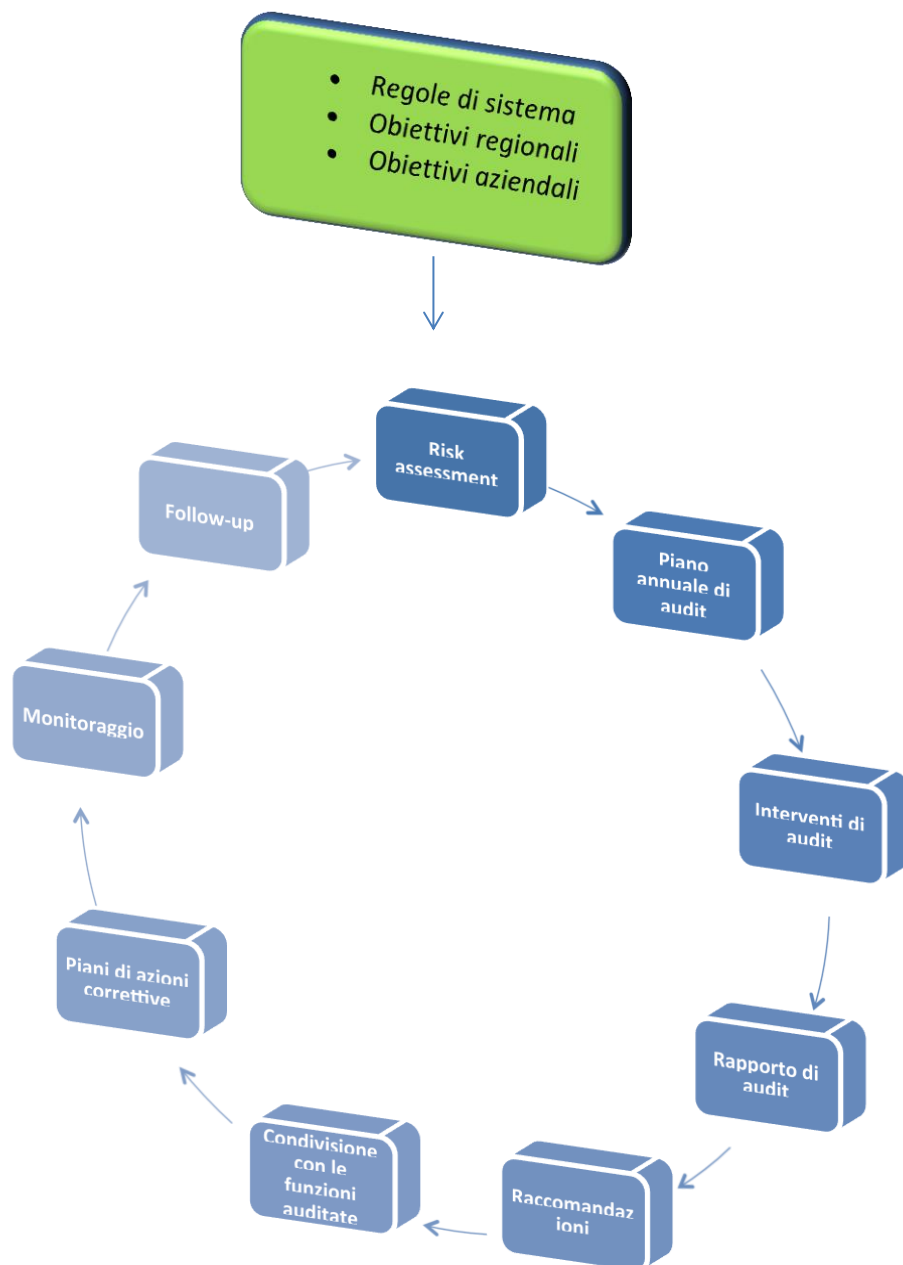 • Regole di sistema
• Obiettivi regionali
• Obiettivi aziendali
Risk
assessment
Piano
annuale di
audit
Interventi di
audit
Rapporto di
audit
Raccomandaz
ioni
Condivisione
con le
funzioni
auditate
Piani di azioni
correttive
Monitoraggio
Follow-up